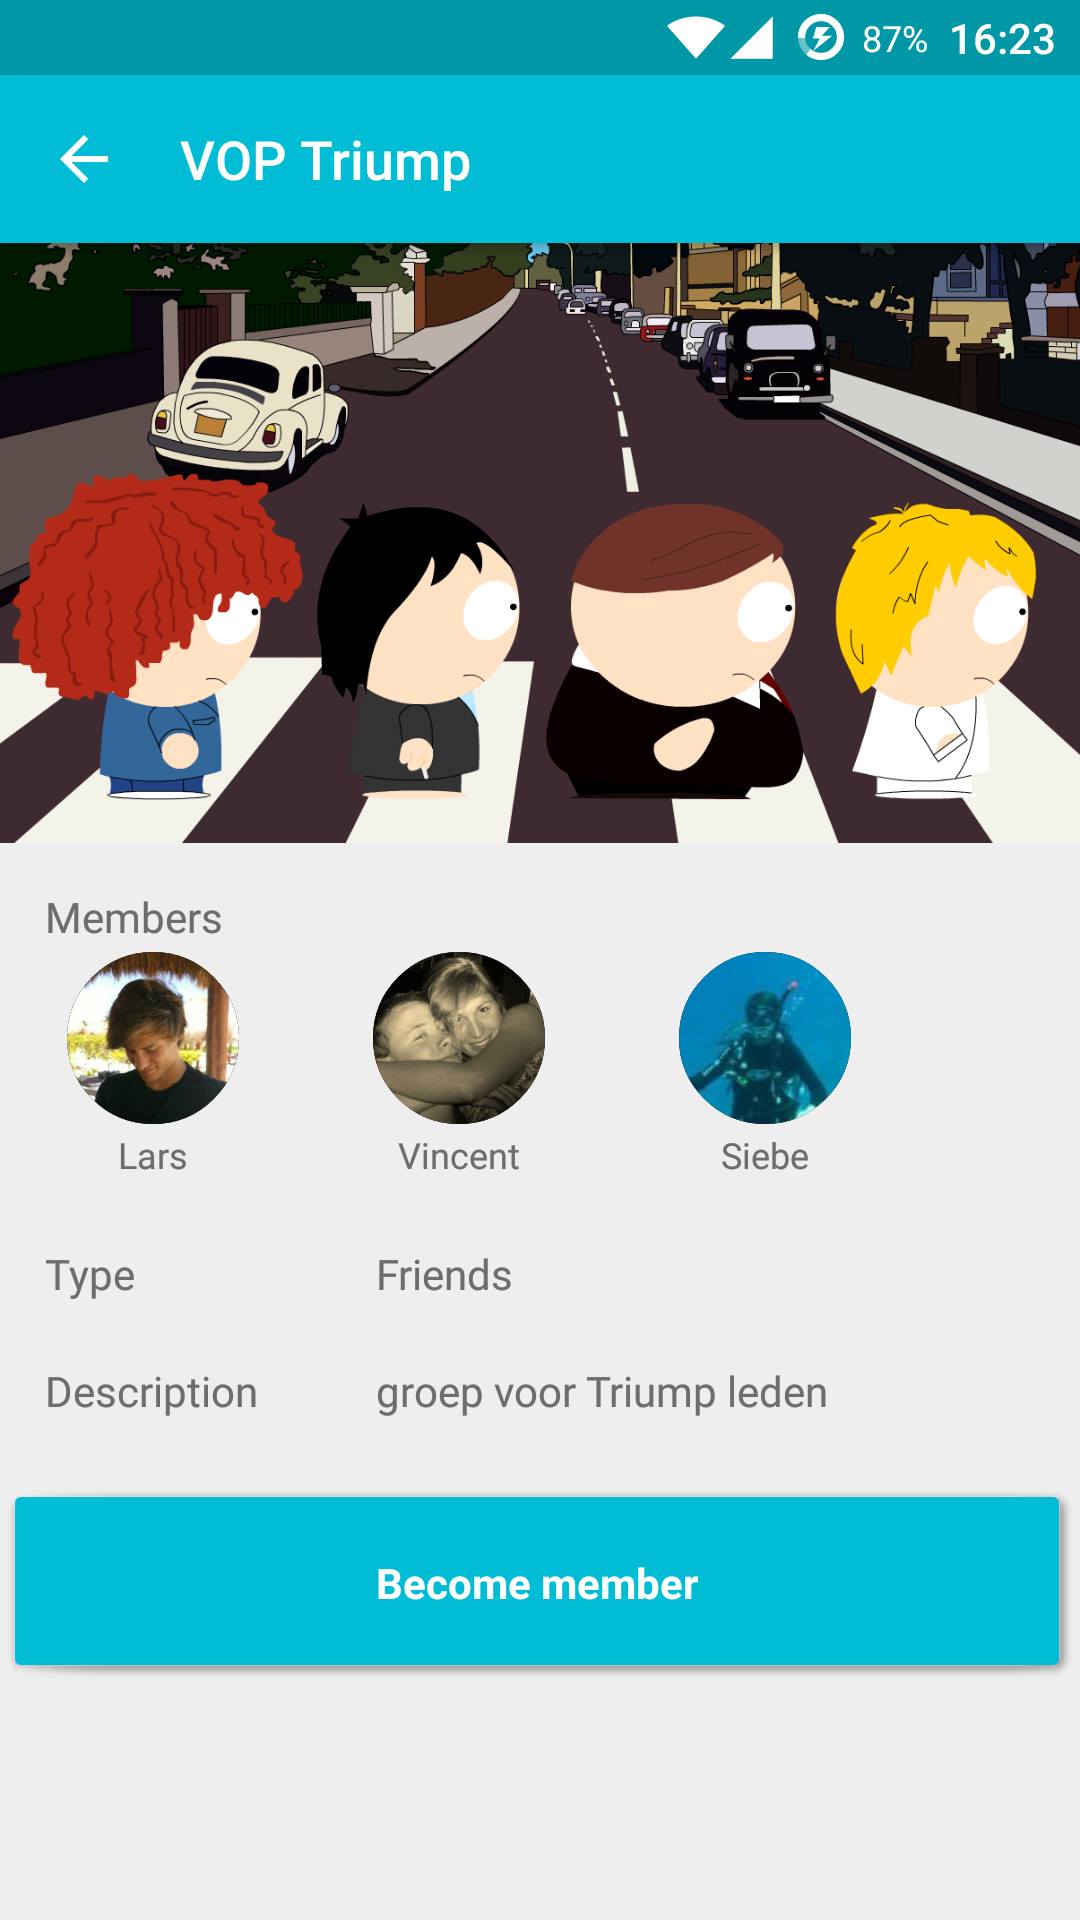 87% 16:23
VOP Triump
Members
Lars Vincent Siebe
Type Friends
Description groep voor Triump leden
Become member